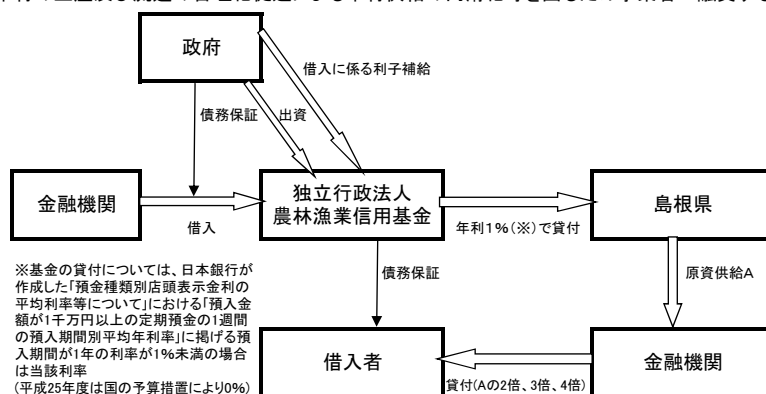 政府
借入に係る利子補給
債務保証
出資
金融機関
借入
独立行政法人
農林漁業信用基金
年利1%(※)で貸付
島根県
※基金の貸付については、日本銀行が
作成した「預金種類別店頭表示金利の
平均利率等について」における「預入金
額が1千万円以上の定期預金の1週間
の預入期間別平均年利率」に掲げる預
入期間が1年の利率が1%未満の場合
は当該利率
(平成25年度は国の予算措置により0%)
債務保証
原資供給A
借入者
貸付(Aの2倍、3倍、4倍)
金融機関